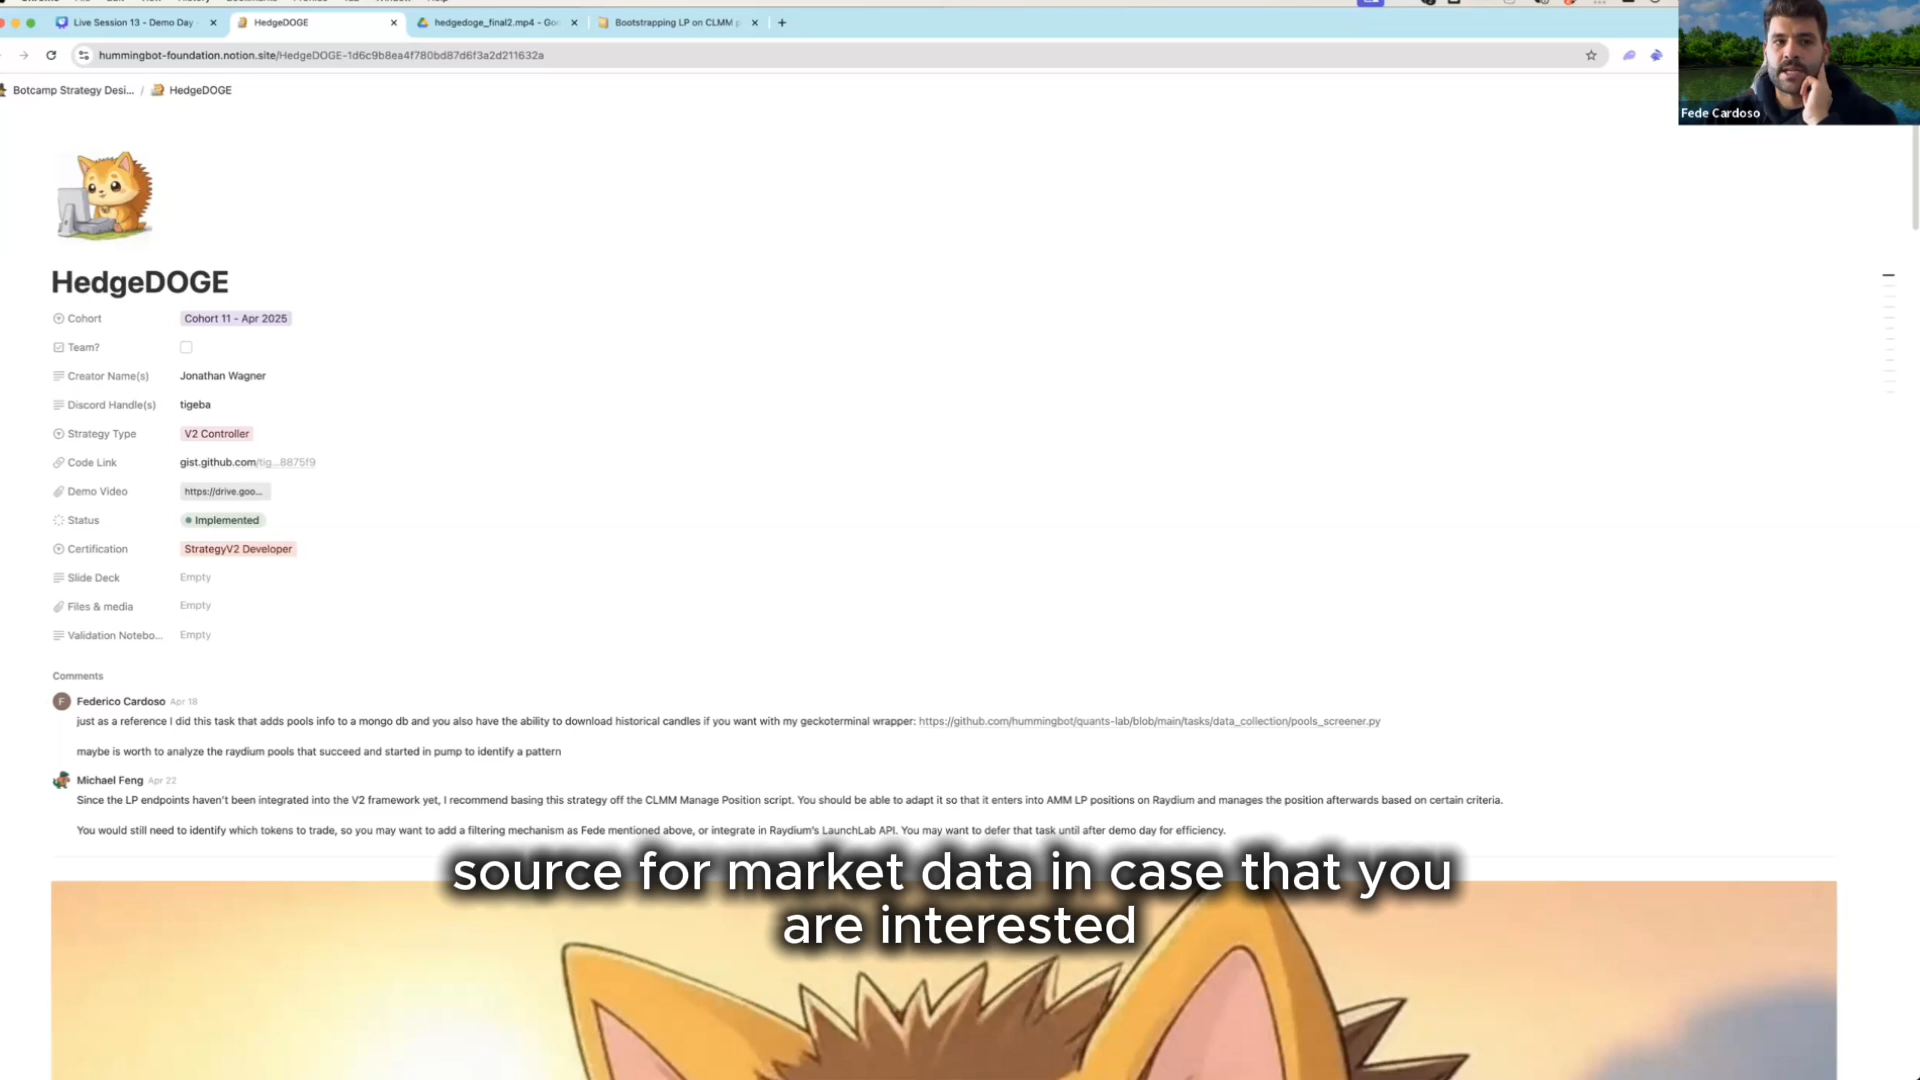 Live Session 13 - Demo Day
HedgeDOGE
hedgedoge_final2.mp4 - Goo
Bootstrapping LP on CLMM p
hummingbot-foundation.notion.site/HedgeDOGE-1d6c9b8ea4f780bd87d6f3a2d211632a
Botcamp Strategy Desi... / HedgeDOGE
Fede Cardoso
HedgeDOGE
Cohort Cohort 11 - Apr 2025
Team?
Creator Name(s) Jonathan Wagner
Discord Handle(s) tigeba
Strategy Type V2 Controller
Code Link gist.github.com/tig...8875f9
Demo Video https://drive.goo...
Status Implemented
Certification StrategyV2 Developer
Slide Deck Empty
Files & media Empty
Validation Notebo... Empty
Comments
F Federico Cardoso Apr 18
just as a reference I did this task that adds pools info to a mongo db and you also have the ability to download historical candles if you want with my geckoterminal wrapper: https://github.com/hummingbot/quants-lab/blob/main/tasks/data_collection/pools_screener.py
maybe is worth to analyze the raydium pools that succeed and started in pump to identify a pattern
Michael Feng Apr 22
Since the LP endpoints haven't been integrated into the V2 framework yet, I recommend basing this strategy off the CLMM Manage Position script. You should be able to adapt it so that it enters into AMM LP positions on Raydium and manages the position afterwards based on certain criteria.
You would still need to identify which tokens to trade, so you may want to add a filtering mechanism as Fede mentioned above, or integrate in Raydium's LaunchLab API. You may want to defer that task until after demo day for efficiency.
source for market data in case that you
are interested